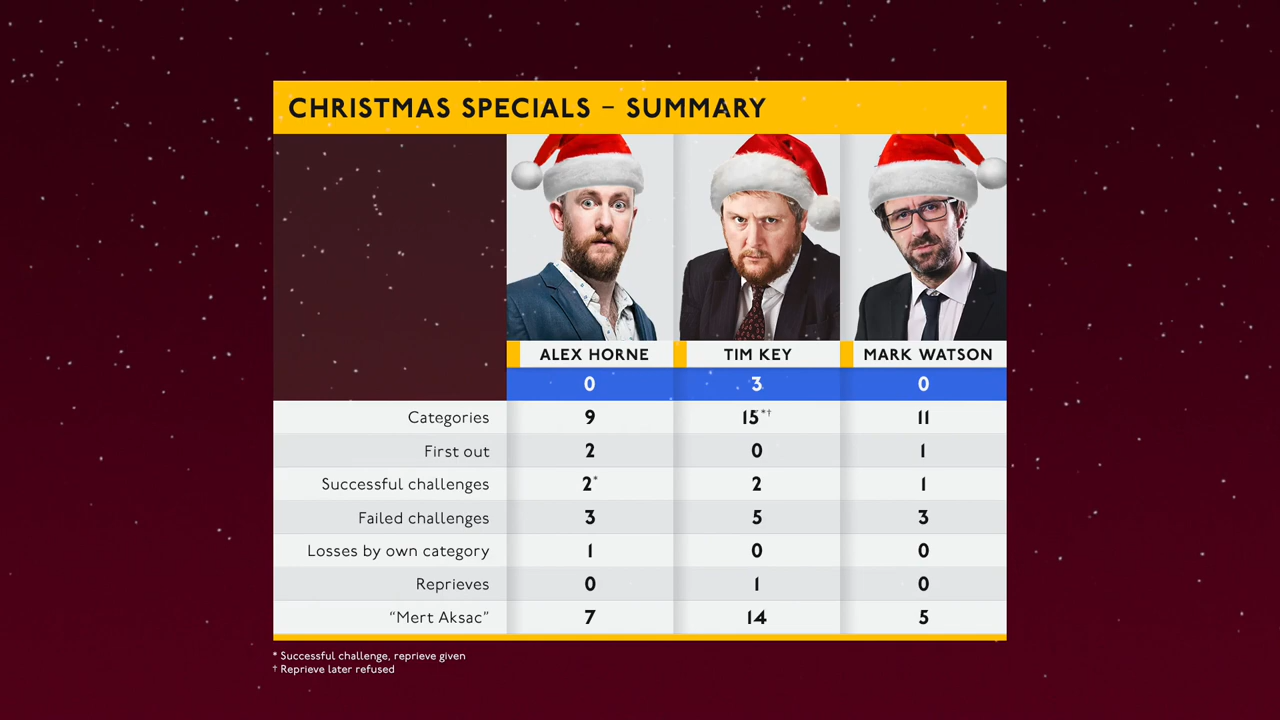 CHRISTMAS SPECIALS – SUMMARY
ALEX HORNE TIM KEY MARK WATSON
0 3 0
Categories 9 15*† 11
First out 2 0 1
Successful challenges 2* 2 1
Failed challenges 3 5 3
Losses by own category 1 0 0
Reprieves 0 1 0
“Mert Aksac” 7 14 5
* Successful challenge, reprieve given
† Reprieve later refused